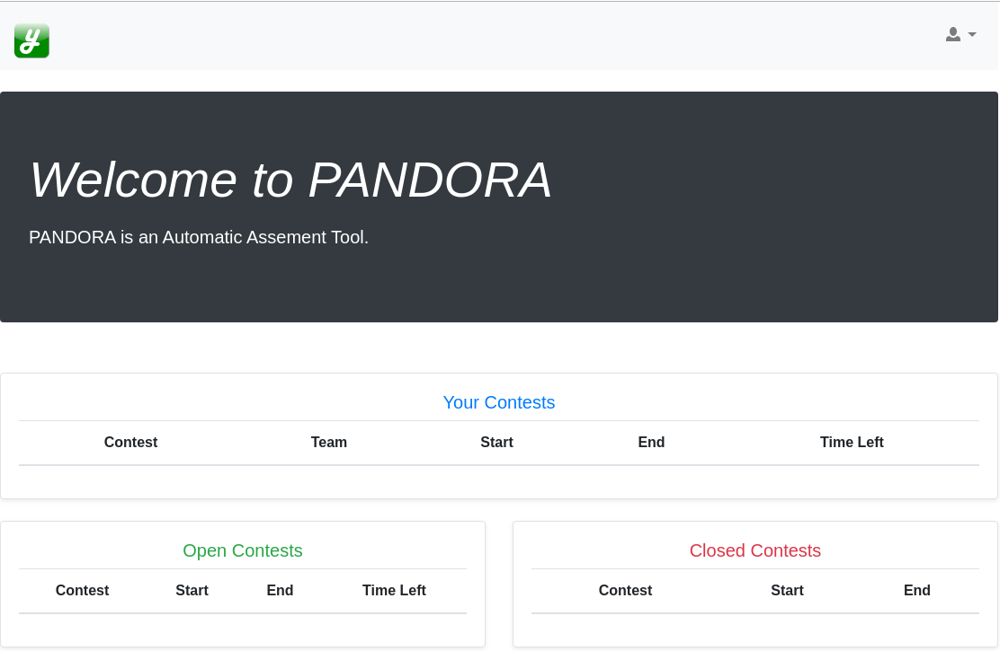 y
Welcome to PANDORA
PANDORA is an Automatic Assement Tool.
Your Contests
Contest Team Start End Time Left
Open Contests
Contest Start End Time Left
Closed Contests
Contest Start End